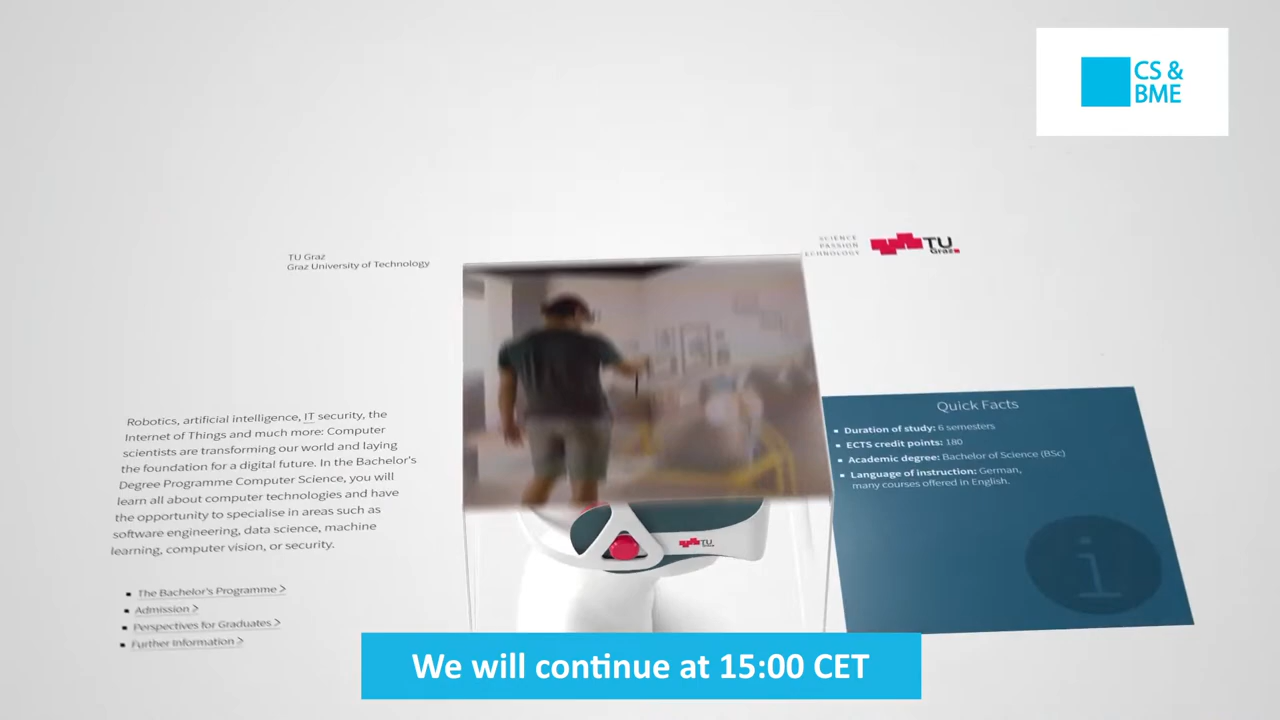 CS &
BME
SCIENCE
PASSION
TECHNOLOGY
TU
Graz
TU Graz
Graz University of Technology
Robotics, artificial intelligence, IT security, the
Internet of Things and much more: Computer
scientists are transforming our world and laying
the foundation for a digital future. In the Bachelor's
Degree Programme Computer Science, you will
learn all about computer technologies and have
the opportunity to specialise in areas such as
software engineering, data science, machine
learning, computer vision, or security.
The Bachelor's Programme >
Admission >
Perspectives for Graduates >
Further Information >
TU
Graz
Quick Facts
Duration of study: 6 semesters
ECTS credit points: 180
Academic degree: Bachelor of Science (BSc)
Language of instruction: German,
many courses offered in English.
i
We will continue at 15:00 CET